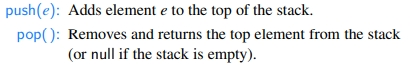 push(e): Adds element e to the top of the stack.
pop( ): Removes and returns the top element from the stack
(or null if the stack is empty).